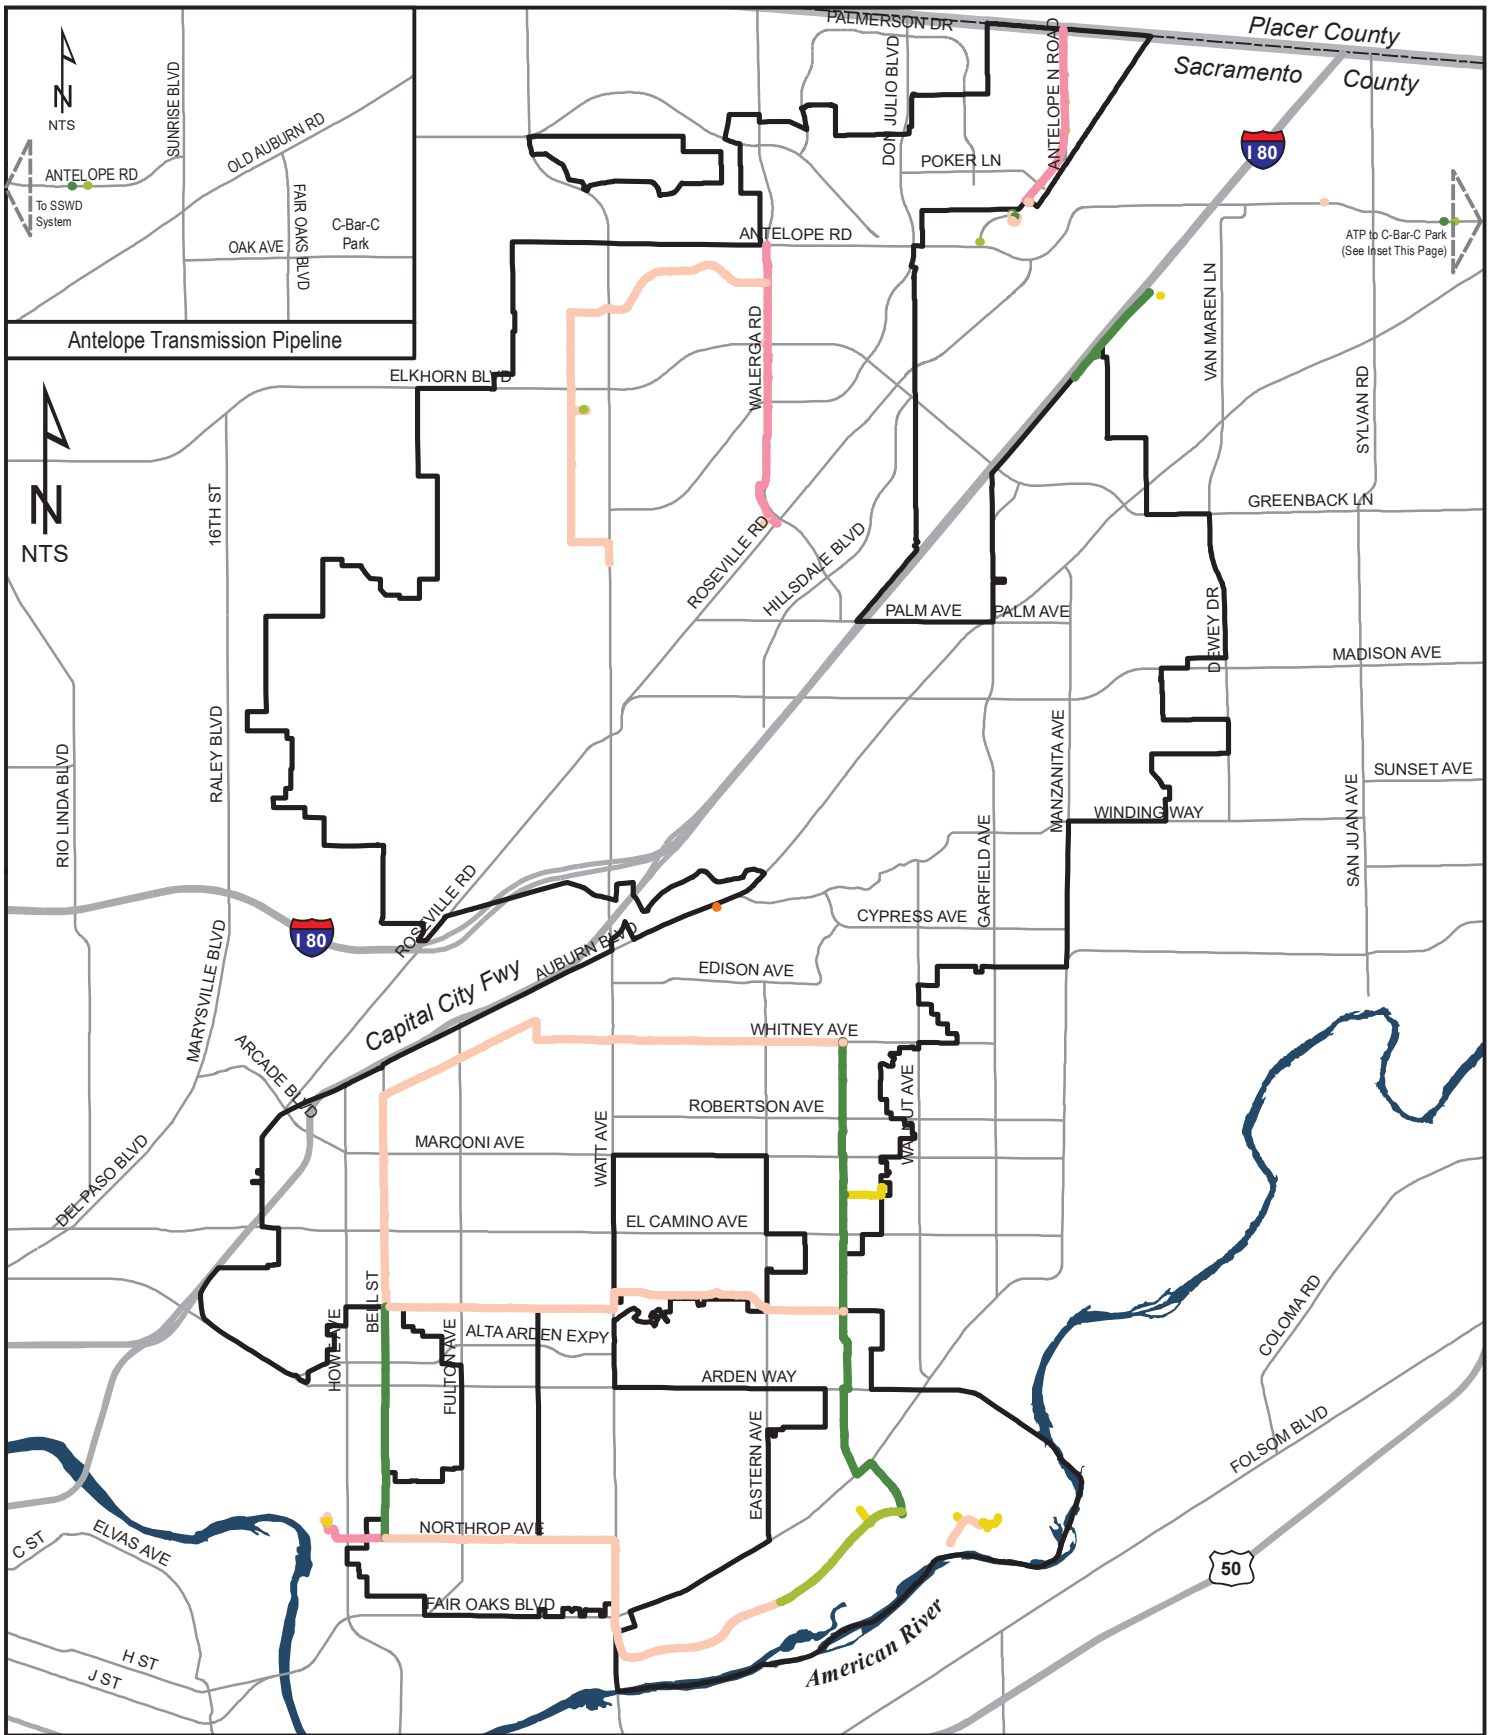 PALMERSON DR
Placer County
Sacramento County
N
NTS
SUNRISE BLVD
OLD AUBURN RD
ANTELOPE RD
To SSWD
System
FAIR OAKS BLVD
C-Bar-C
Park
OAK AVE
Antelope Transmission Pipeline
DON JULIO BLVD
ANTELOPE N ROAD
I 80
POKER LN
ANTELOPE RD
ATP to C-Bar-C Park
(See Inset This Page)
VAN MAREN LN
WALERGA RD
ELKHORN BLVD
SYLVAN RD
N
NTS
16TH ST
GREENBACK LN
ROSEVILLE RD
HILLSDALE BLVD
PALM AVE
PALM AVE
DEWEY DR
MADISON AVE
RIO LINDA BLVD
RALEY BLVD
MANZANITA AVE
SUNSET AVE
WINDING WAY
SAN JUAN AVE
GARFIELD AVE
ROSEVILLE RD
CYPRESS AVE
I 80
AUBURN BLVD
EDISON AVE
MARYSVILLE BLVD
Capital City Fwy
WHITNEY AVE
ARCADE BLVD
WALNUT AVE
ROBERTSON AVE
MARCONI AVE
WATT AVE
DEL PASO BLVD
EL CAMINO AVE
BELL ST
HOWE AVE
FULTON AVE
ALTA ARDEN EXPY
COLOMA RD
ARDEN WAY
EASTERN AVE
FOLSOM BLVD
NORTHROP AVE
C ST
ELVAS AVE
50
FAIR OAKS BLVD
American River
H ST
J ST